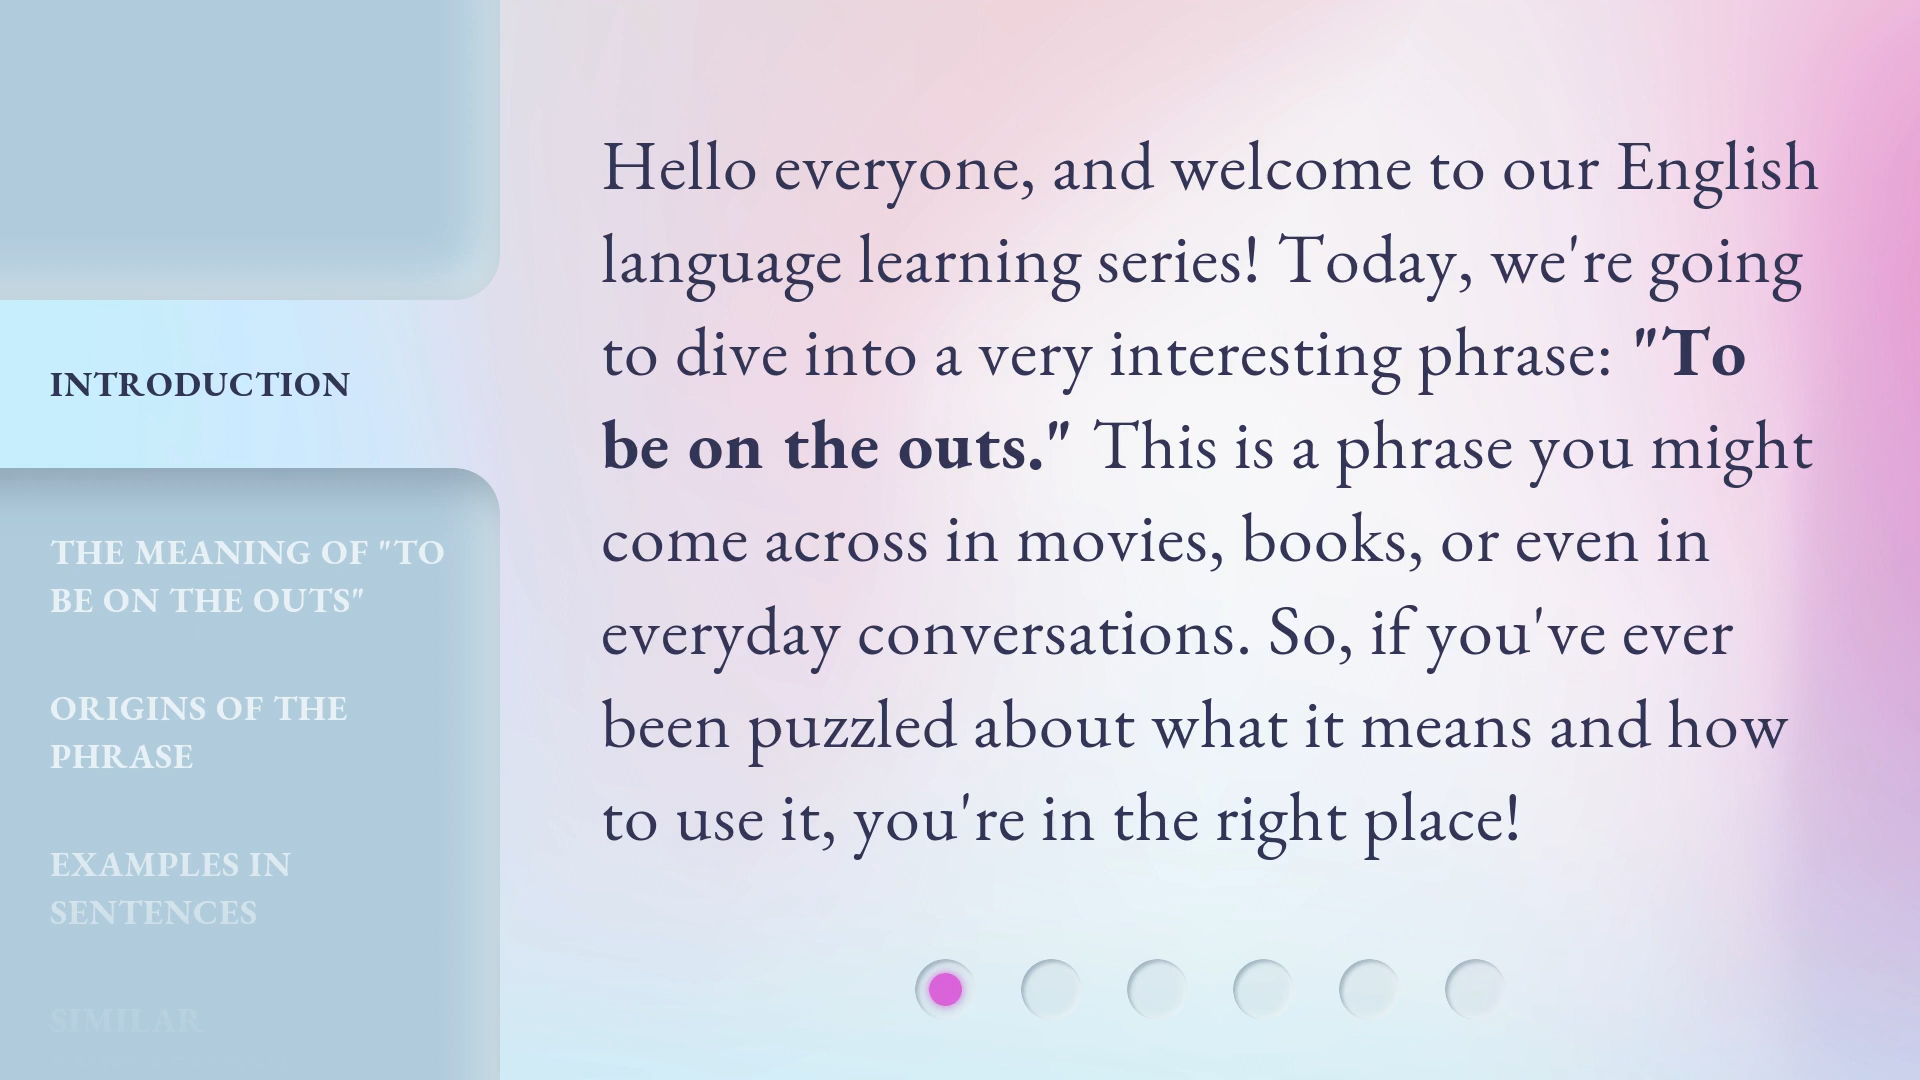 INTRODUCTION
THE MEANING OF "TO
BE ON THE OUTS"
ORIGINS OF THE
PHRASE
EXAMPLES IN
SENTENCES
SIMILAR
Hello everyone, and welcome to our English
language learning series! Today, we're going
to dive into a very interesting phrase: "To
be on the outs." This is a phrase you might
come across in movies, books, or even in
everyday conversations. So, if you've ever
been puzzled about what it means and how
to use it, you're in the right place!